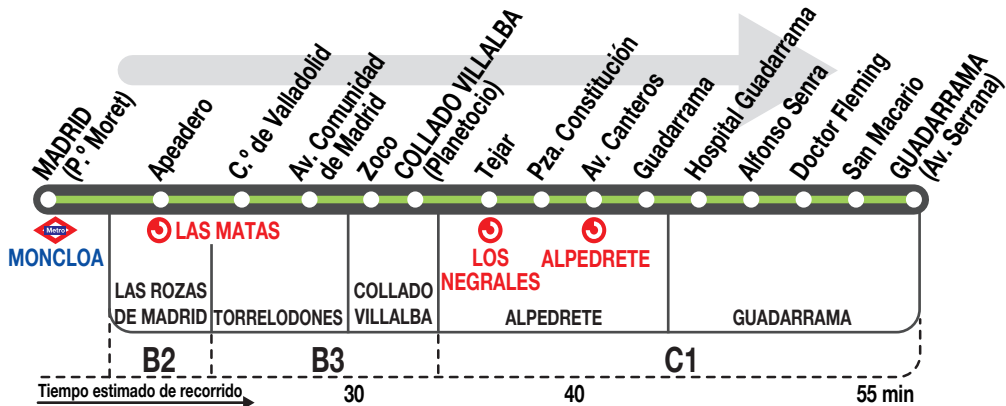 MADRID
(P.º Moret)
Apeadero
C.º de Valladolid
Av. Comunidad
de Madrid
Zoco
COLLADO VILLALBA
(Planetocio)
Tejar
Pza. Constitución
Av. Canteros
Guadarrama
Hospital Guadarrama
Alfonso Senra
Doctor Fleming
San Macario
GUADARRAMA
(Av. Serrana)
Metro
MONCLOA
LAS MATAS
LOS
NEGRALES
ALPEDRETE
LAS ROZAS
DE MADRID
TORRELODONES
COLLADO
VILLALBA
ALPEDRETE
GUADARRAMA
B2
B3
C1
Tiempo estimado de recorrido
30
40
55 min